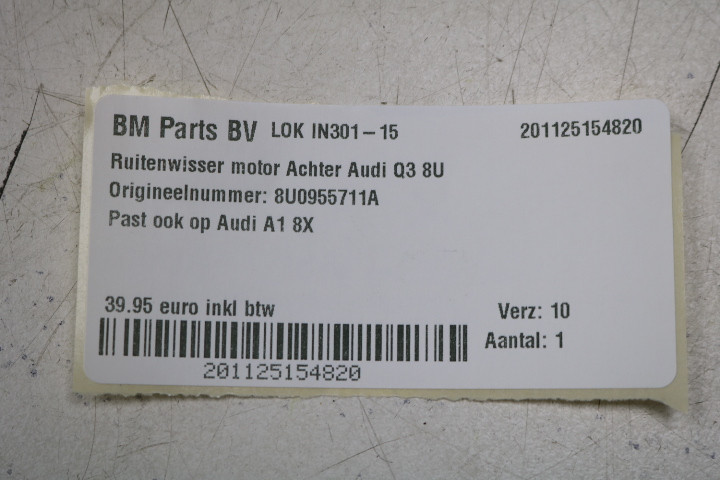 BM Parts BV LOK IN301-15 201125154820
Ruitenwisser motor Achter Audi Q3 8U
Origineelnummer: 8U0955711A
Past ook op Audi A1 8X
39.95 euro inkl btw Verz: 10
Aantal: 1
201125154820